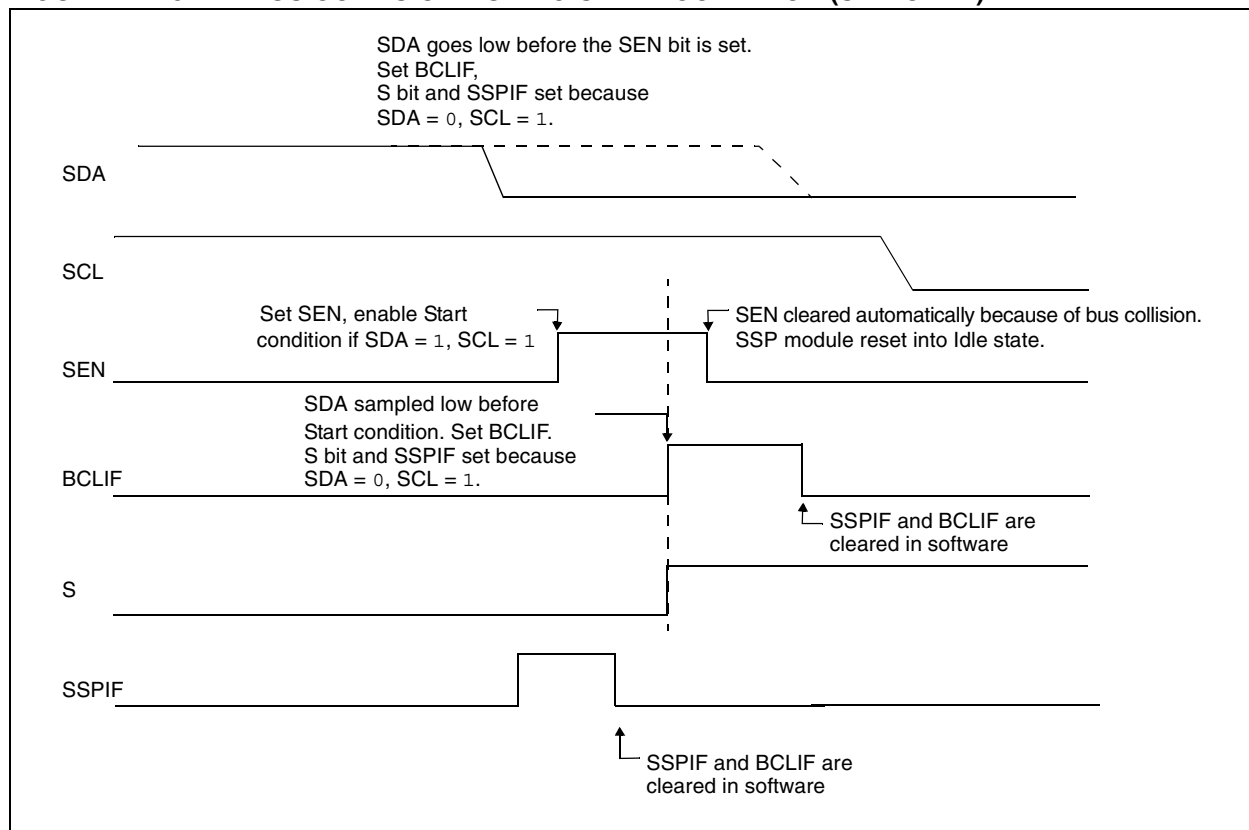 SDA goes low before the SEN bit is set.
Set BCLIF,
S bit and SSPIF set because
SDA = 0, SCL = 1.
SDA
SCL
Set SEN, enable Start
condition if SDA = 1, SCL = 1
SEN cleared automatically because of bus collision.
SSP module reset into Idle state.
SEN
SDA sampled low before
Start condition. Set BCLIF.
S bit and SSPIF set because
SDA = 0, SCL = 1.
BCLIF
SSPIF and BCLIF are
cleared in software
S
SSPIF
SSPIF and BCLIF are
cleared in software